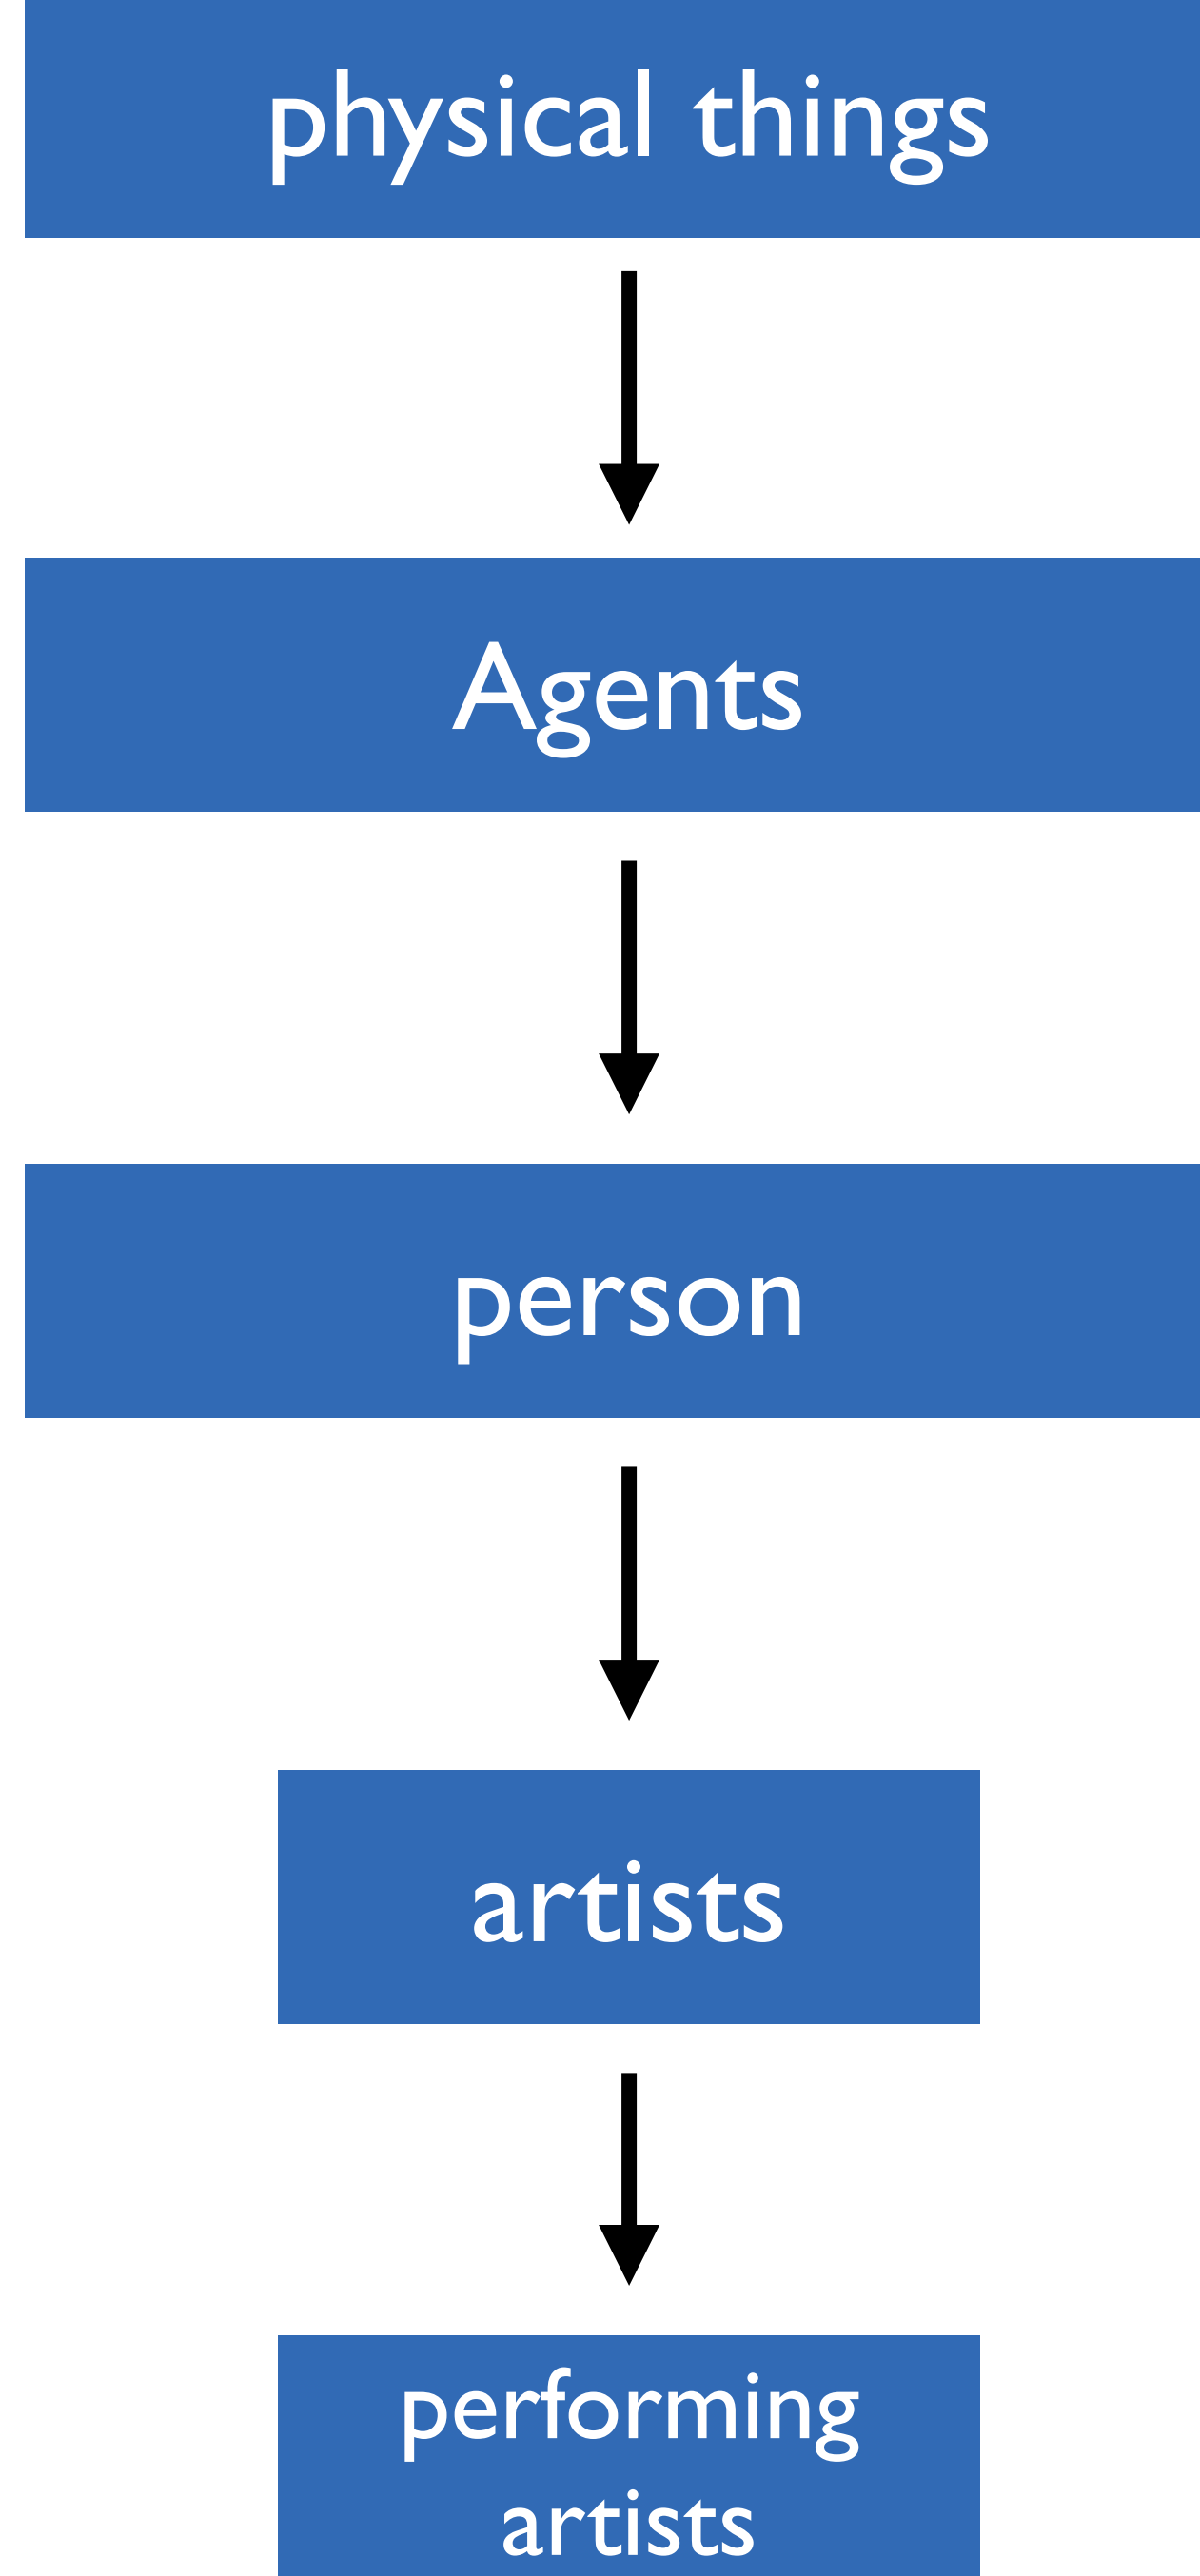 physical things
Agents
person
artists
performing
artists